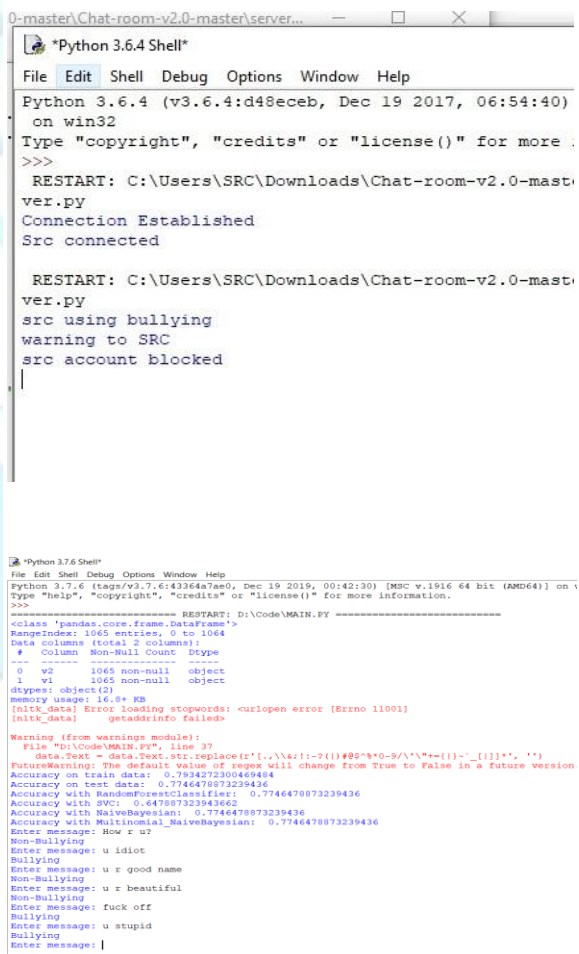 0-master\Chat-room-v2.0-master\server... — □ ×
*Python 3.6.4 Shell*
File Edit Shell Debug Options Window Help
Python 3.6.4 (v3.6.4:d48eceb, Dec 19 2017, 06:54:40)
on win32
Type "copyright", "credits" or "license()" for more
>>>
RESTART: C:\Users\SRC\Downloads\Chat-room-v2.0-maste
ver.py
Connection Established
Src connected
RESTART: C:\Users\SRC\Downloads\Chat-room-v2.0-maste
ver.py
src using bullying
warning to SRC
src account blocked
*Python 3.7.6 Shell*
File Edit Shell Debug Options Window Help
Python 3.7.6 (tags/v3.7.6:43364a7ae0, Dec 19 2019, 00:42:30) [MSC v.1916 64 bit (AMD64)] on w
Type "help", "copyright", "credits" or "license()" for more information.
>>>
=========================== RESTART: D:\Code\MAIN.PY ===========================
<class 'pandas.core.frame.DataFrame'>
RangeIndex: 1065 entries, 0 to 1064
Data columns (total 2 columns):
# Column Non-Null Count Dtype
--- ------ -------------- -----
0 v2 1065 non-null object
1 v1 1065 non-null object
dtypes: object(2)
memory usage: 16.8+ KB
[nltk_data] Error loading stopwords: <urlopen error [Errno 11001]
[nltk_data] getaddrinfo failed>
Warning (from warnings module):
File "D:\Code\MAIN.PY", line 37
data.Text = data.Text.str.replace(r'[.,\\&;!:-?(|)#@$^%*0-9/\'\"+={|}~`_[|]]*', '')
FutureWarning: The default value of regex will change from True to False in a future version.
Accuracy on train data: 0.7934272300469484
Accuracy on test data: 0.7746478873239436
Accuracy with RandomForestClassifier: 0.7746478873239436
Accuracy with SVC: 0.647887323943662
Accuracy with NaiveBayesian: 0.7746478873239436
Accuracy with Multinomial_NaiveBayesian: 0.7746478873239436
Enter message: How r u?
Non-Bullying
Enter message: u idiot
Bullying
Enter message: u r good name
Non-Bullying
Enter message: u r beautiful
Non-Bullying
Enter message: fuck off
Bullying
Enter message: u stupid
Bullying
Enter message: